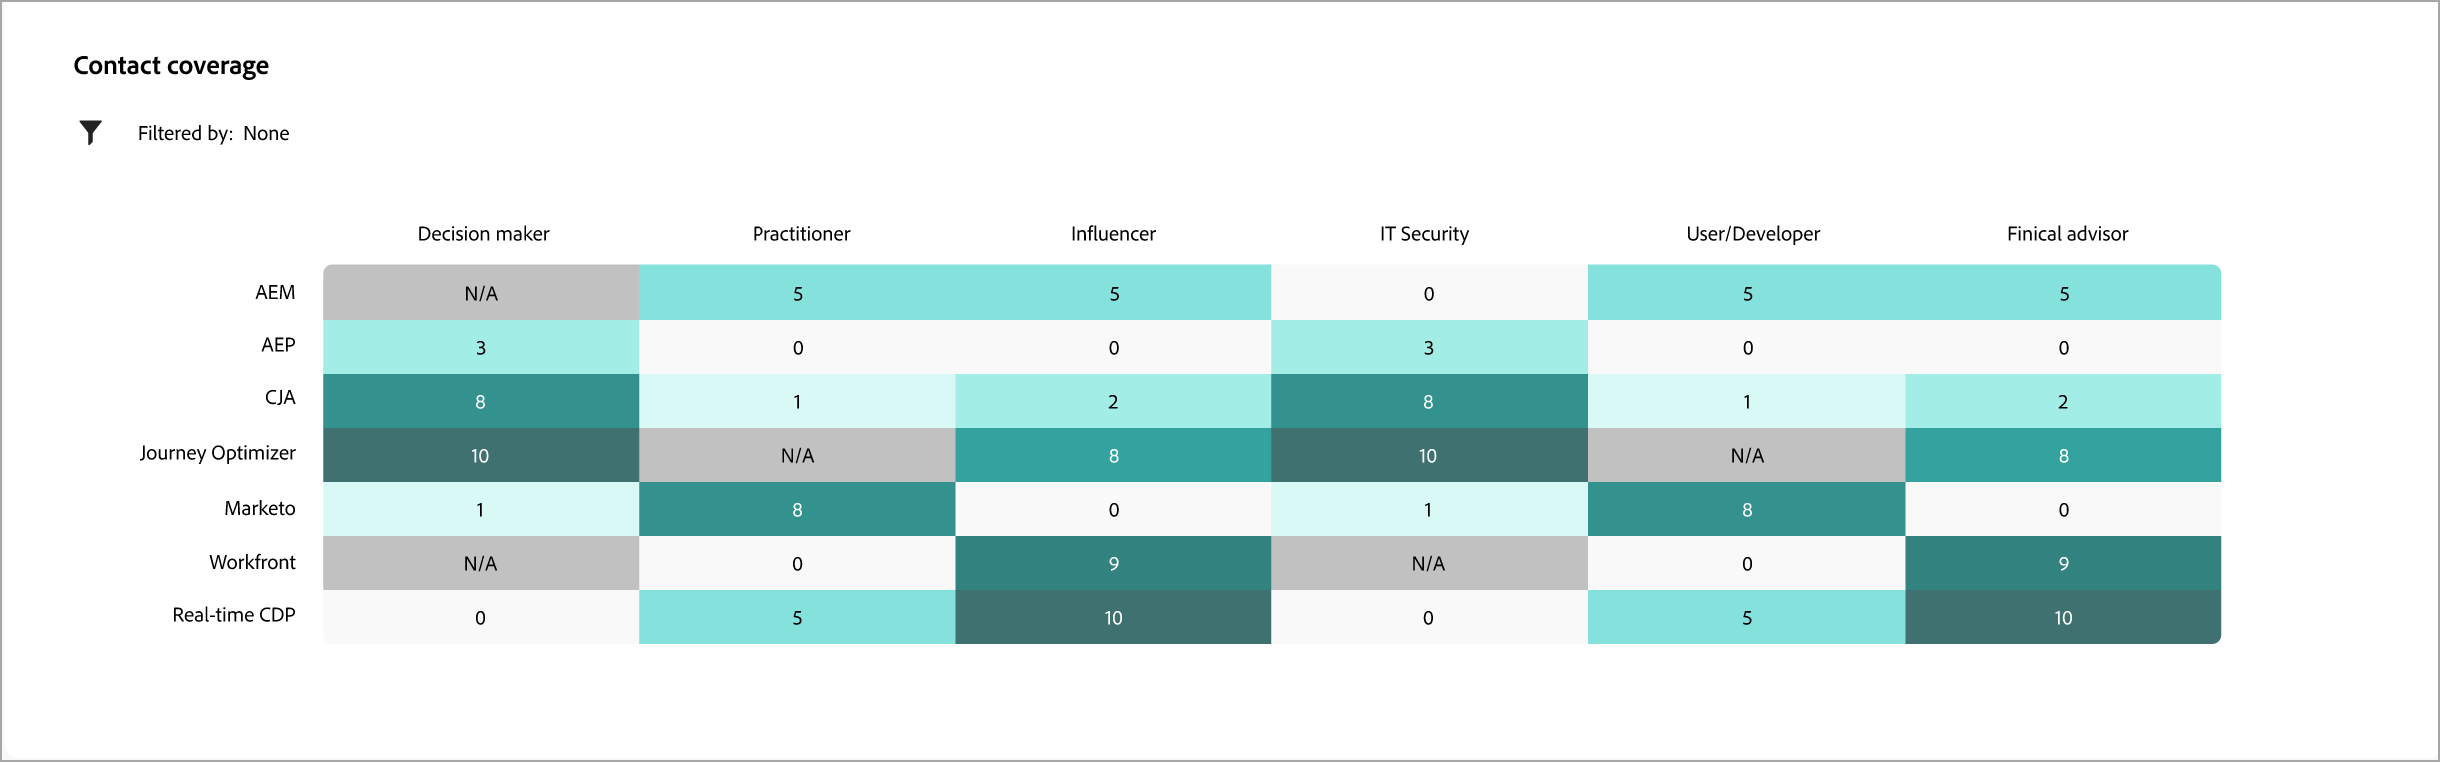 Contact coverage
Filtered by: None
Decision maker Practitioner Influencer IT Security User/Developer Finical advisor
AEM N/A 5 5 0 5 5
AEP 3 0 0 3 0 0
CJA 8 1 2 8 1 2
Journey Optimizer 10 N/A 8 10 N/A 8
Marketo 1 8 0 1 8 0
Workfront N/A 0 9 N/A 0 9
Real-time CDP 0 5 10 0 5 10